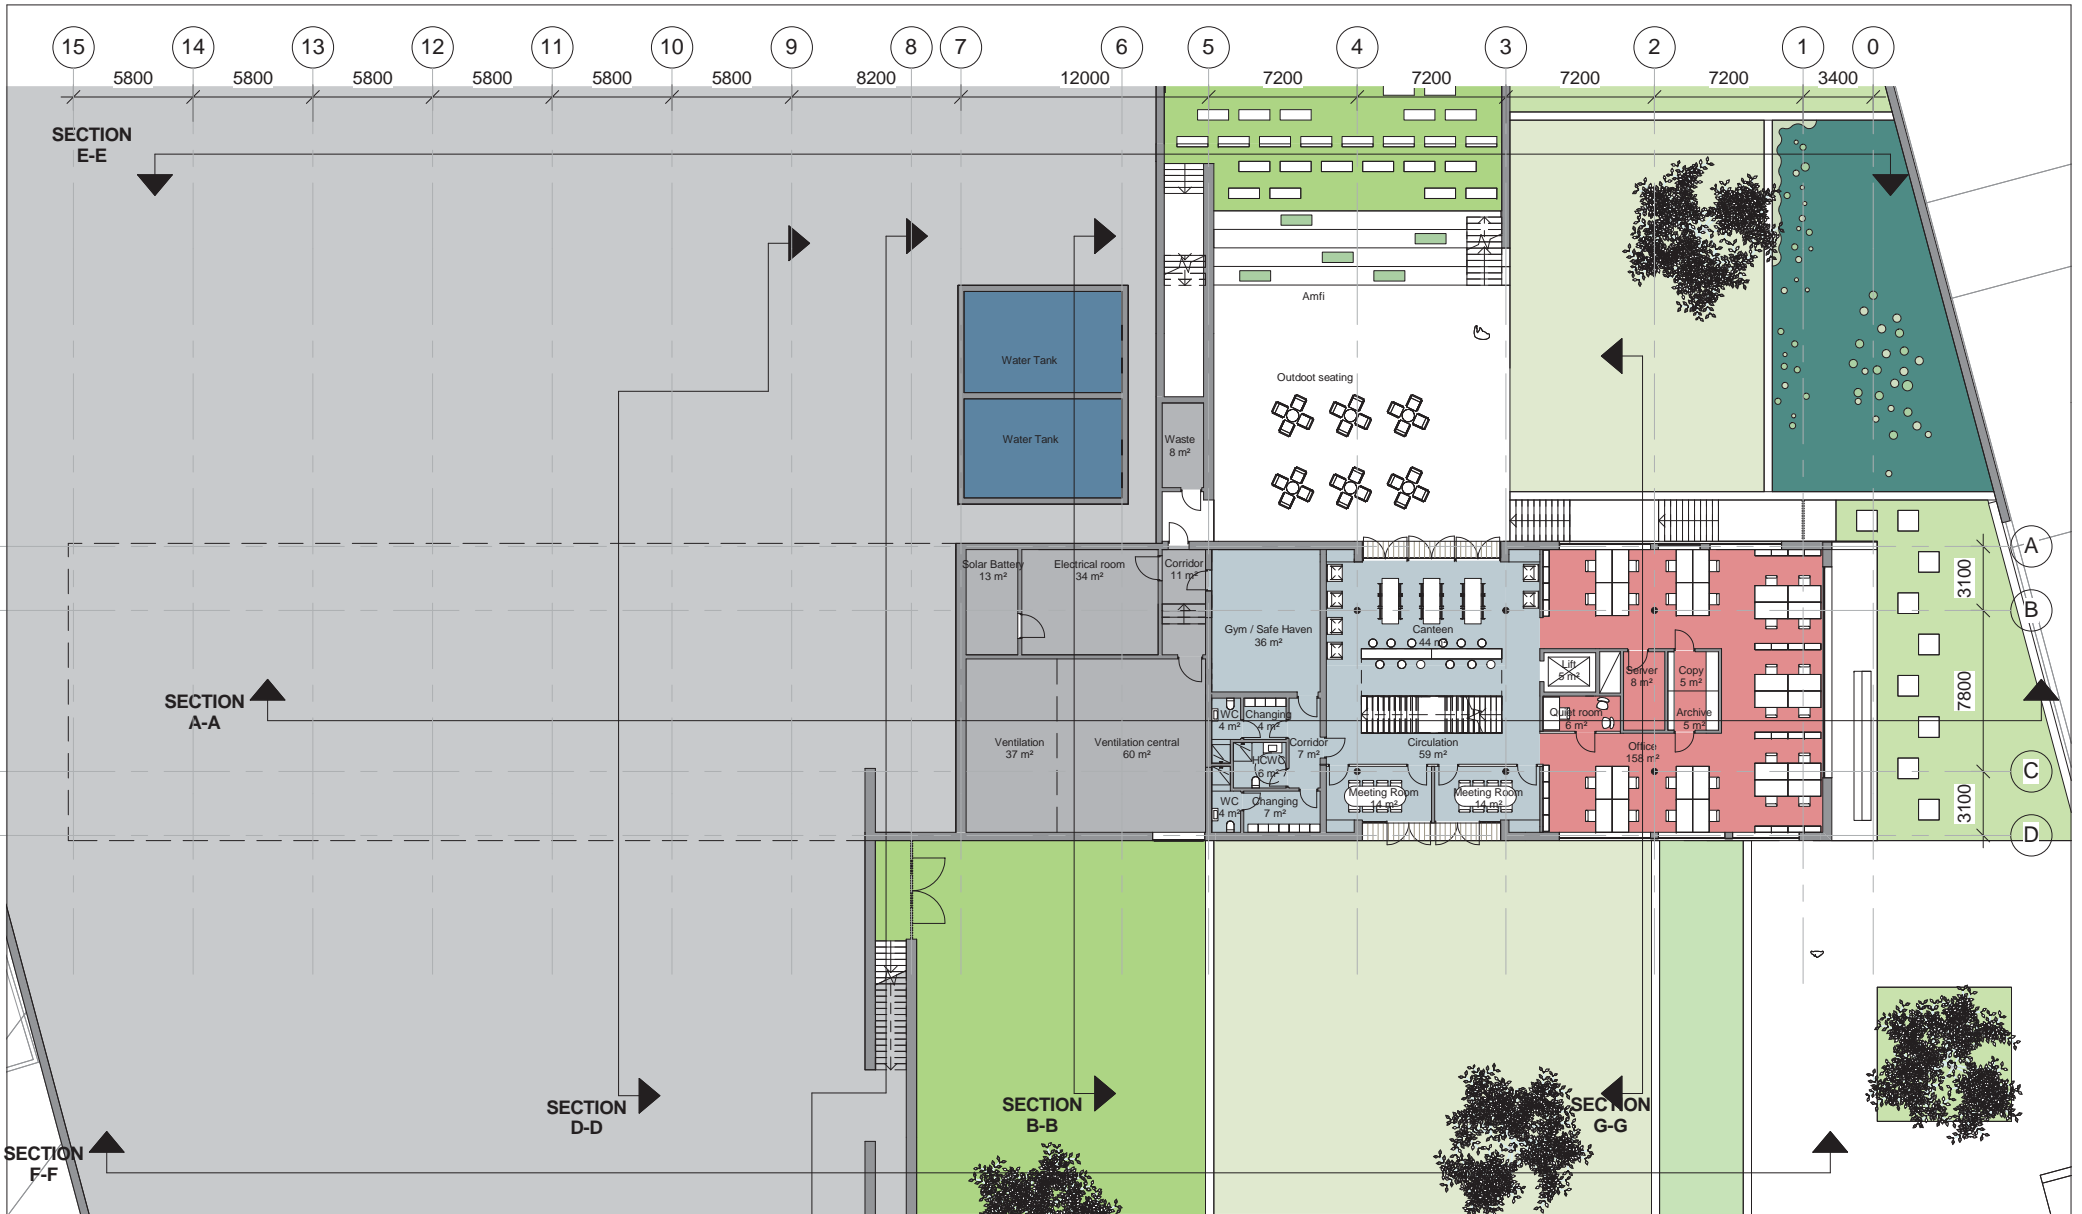 15 14 13 12 11 10 9 8 7 6 5 4 3 2 1 0
5800 5800 5800 5800 5800 5800 8200 12000 7200 7200 7200 7200 3400
SECTION
E-E
Amfi
Water Tank
Outdoot seating
Water Tank
Waste
8 m²
A
Solar Battery
13 m²
Electrical room
34 m²
Corridor
11 m²
3100
B
Gym / Safe Haven
36 m²
Canteen
44 m²
Lift
5 m²
Server
8 m²
Copy
5 m²
SECTION
A-A
7800
WC
4 m²
Changing
4 m²
Quiet room
6 m²
Archive
5 m²
Ventilation
37 m²
Ventilation central
60 m²
Corridor
7 m²
Circulation
59 m²
Office
158 m²
HCWC
6 m²
C
WC
4 m²
Changing
7 m²
Meeting Room
14 m²
Meeting Room
14 m²
3100
D
SECTION
D-D
SECTION
B-B
SECTION
G-G
SECTION
F-F